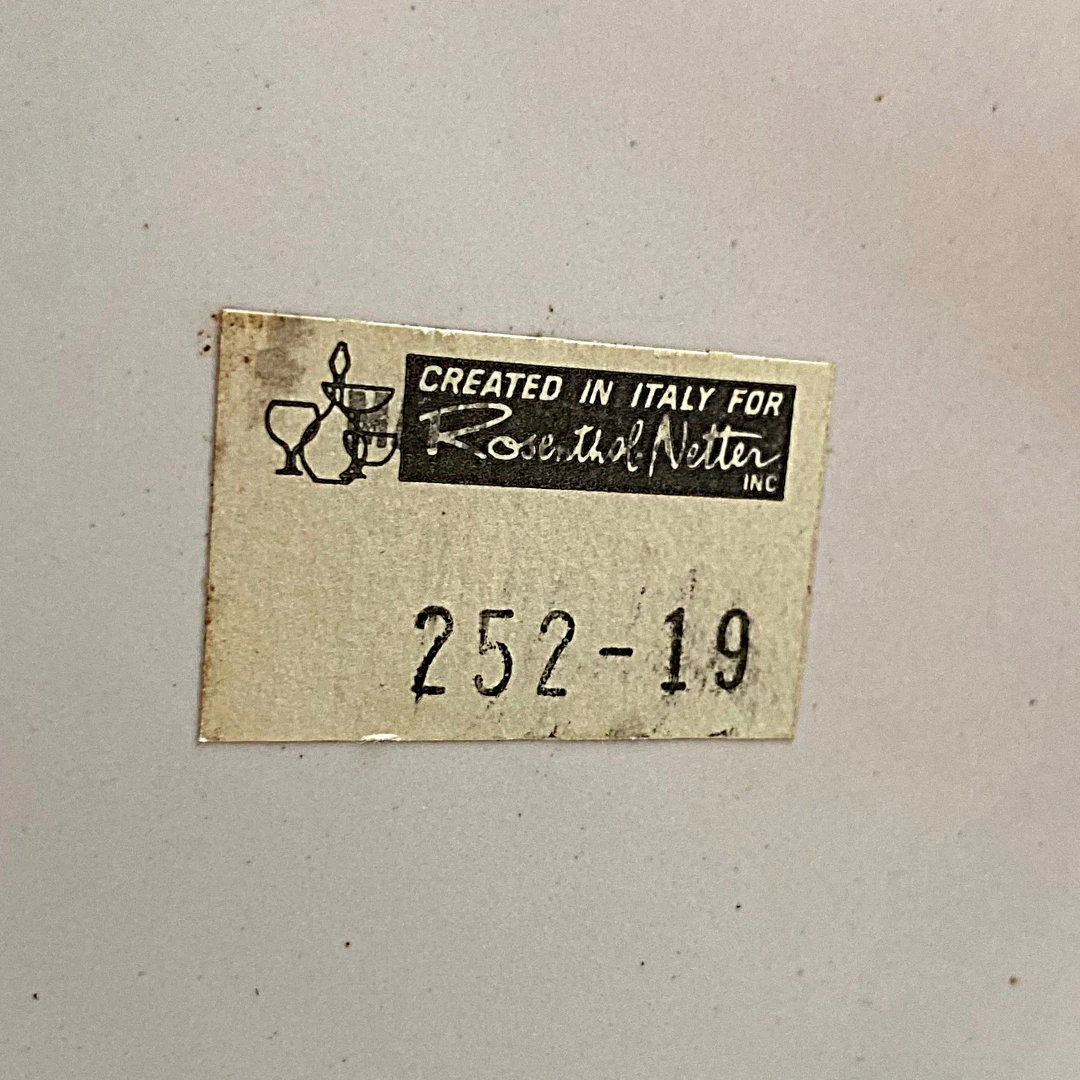 CREATED IN ITALY FOR
Rosenthal Netter
INC
252-19